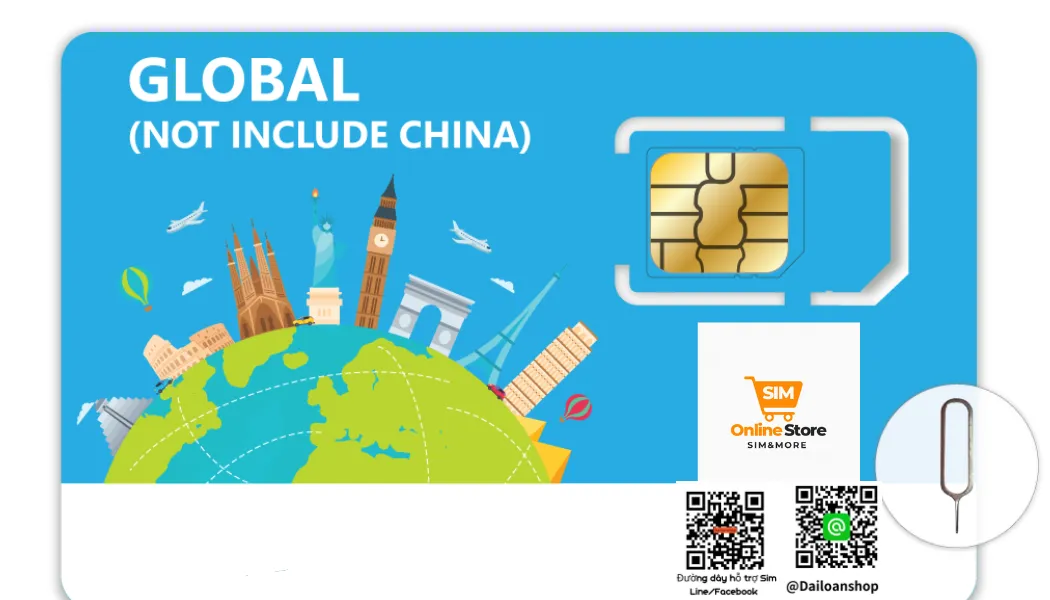 GLOBAL
(NOT INCLUDE CHINA)
SIM
Online Store
SIM&MORE
Đường dây hỗ trợ Sim
Line/Facebook
@Dailoanshop